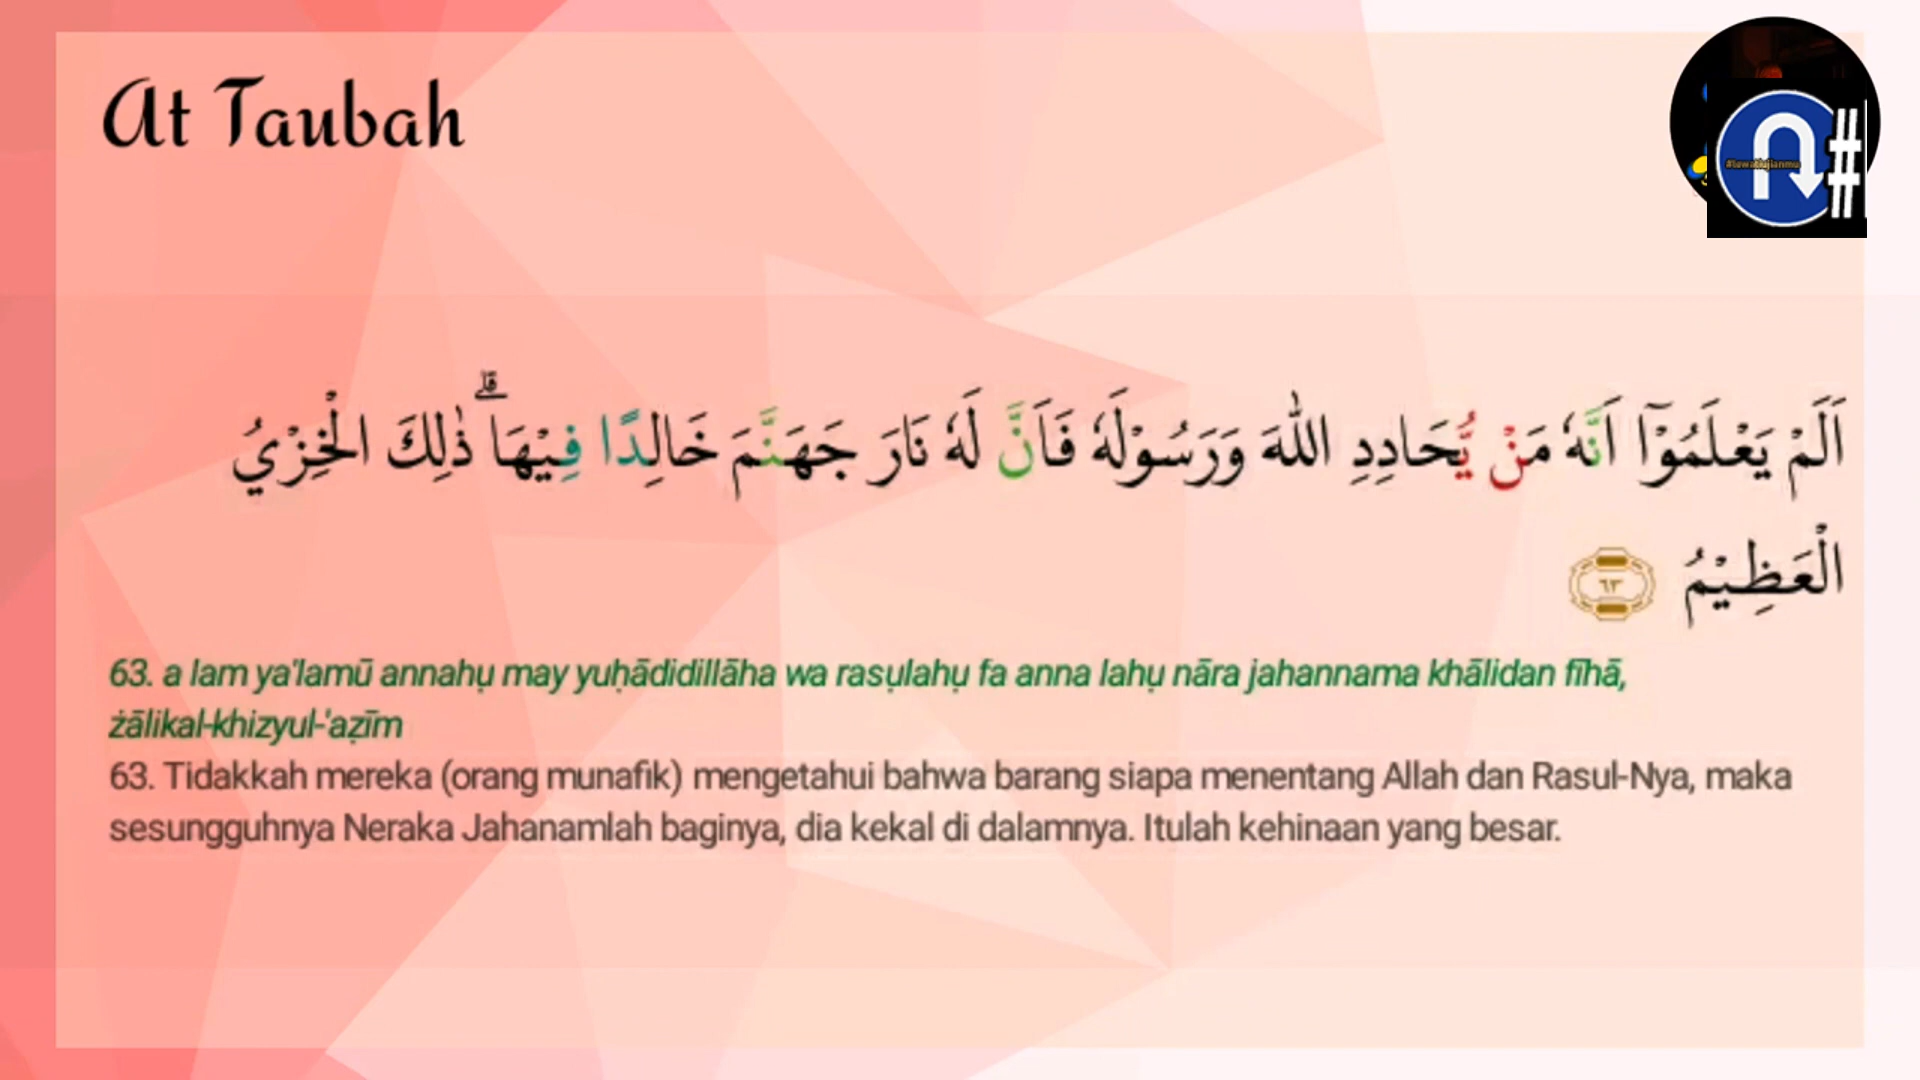 At Taubah
#lewatiujianmu
#
اَلَمْ يَعْلَمُوْٓا اَنَّهٗ مَنْ يُّحَادِدِ اللّٰهَ وَرَسُوْلَهٗ فَاَنَّ لَهٗ نَارَ جَهَنَّمَ خَالِدًا فِيْهَاۗ ذٰلِكَ الْخِزْيُ
الْعَظِيْمُ ٦٣
63. a lam ya'lamū annahụ may yuḥādidillāha wa rasụlahụ fa anna lahụ nāra jahannama khālidan fīhā,
żālikal-khizyul-'aẓīm
63. Tidakkah mereka (orang munafik) mengetahui bahwa barang siapa menentang Allah dan Rasul-Nya, maka
sesungguhnya Neraka Jahanamlah baginya, dia kekal di dalamnya. Itulah kehinaan yang besar.